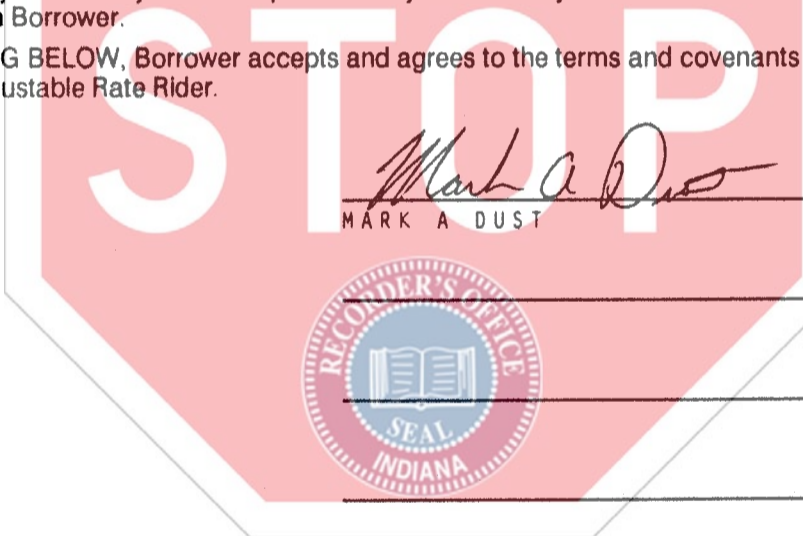 Borrower.
G BELOW, Borrower accepts and agrees to the terms and covenants
ustable Rate Rider.
STOP
Mark A Dust
MARK A DUST
RECORDER'S OFFICE
SEAL
INDIANA